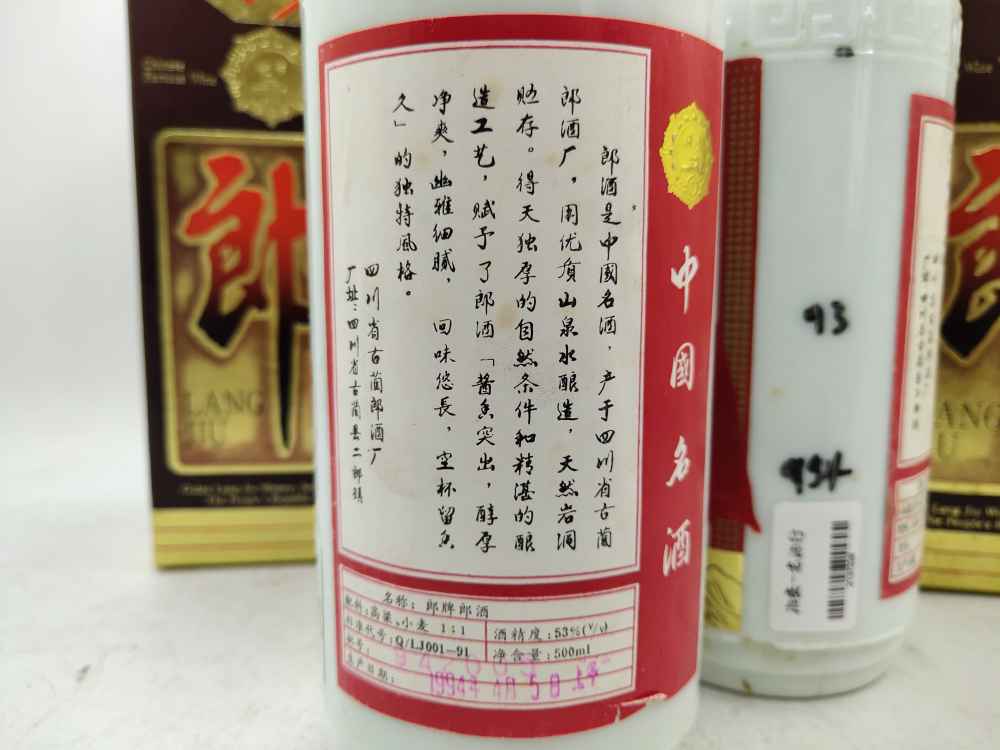 郎酒是中國名酒，产于四川省古蔺
郎酒厂，用优质山泉水酿造，天然岩洞
贮存。得天独厚的自然条件和精湛的酿
造工艺，赋予了郎酒「酱香突出，醇厚
净爽，幽雅细腻，回味悠長，空杯留香
久」的独特风格。
四川省古蔺郎酒厂
厂址：四川省古蔺县二郎镇
中國名酒
名称：郎牌郎酒
配料：高粱、小麦 1：1
标准代号：Q/LJ001-91
酒精度：53%(V/V)
批号：
净含量：500ml
生产日期：
1994年 4月 5日
郎
LANG
93